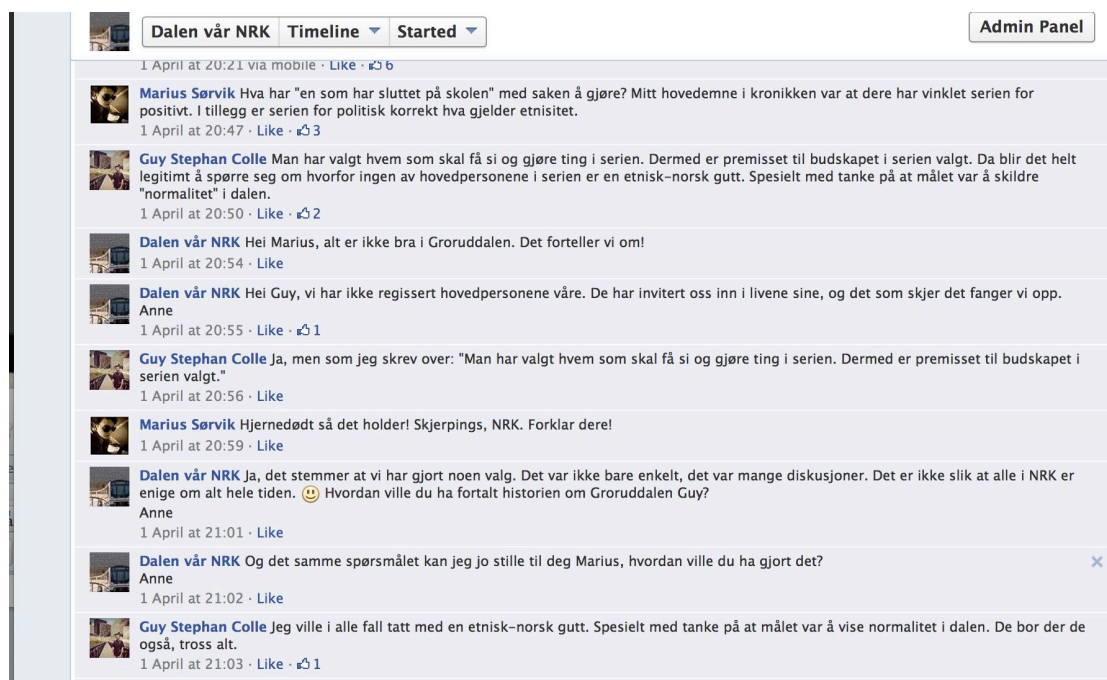 Dalen vår NRK Timeline Started Admin Panel
1 April at 20:21 via mobile · Like · 6
Marius Sørvik Hva har "en som har sluttet på skolen" med saken å gjøre? Mitt hovedemne i kronikken var at dere har vinklet serien for
positivt. I tillegg er serien for politisk korrekt hva gjelder etnisitet.
1 April at 20:47 · Like · 3
Guy Stephan Colle Man har valgt hvem som skal få si og gjøre ting i serien. Dermed er premisset til budskapet i serien valgt. Da blir det helt
legitimt å spørre seg om hvorfor ingen av hovedpersonene i serien er en etnisk-norsk gutt. Spesielt med tanke på at målet var å skildre
"normalitet" i dalen.
1 April at 20:50 · Like · 2
Dalen vår NRK Hei Marius, alt er ikke bra i Groruddalen. Det forteller vi om!
1 April at 20:54 · Like
Dalen vår NRK Hei Guy, vi har ikke regissert hovedpersonene våre. De har invitert oss inn i livene sine, og det som skjer det fanger vi opp.
Anne
1 April at 20:55 · Like · 1
Guy Stephan Colle Ja, men som jeg skrev over: "Man har valgt hvem som skal få si og gjøre ting i serien. Dermed er premisset til budskapet i
serien valgt."
1 April at 20:56 · Like
Marius Sørvik Hjernedødt så det holder! Skjerpings, NRK. Forklar dere!
1 April at 20:59 · Like
Dalen vår NRK Ja, det stemmer at vi har gjort noen valg. Det var ikke bare enkelt, det var mange diskusjoner. Det er ikke slik at alle i NRK er
enige om alt hele tiden. Hvordan ville du ha fortalt historien om Groruddalen Guy?
Anne
1 April at 21:01 · Like
Dalen vår NRK Og det samme spørsmålet kan jeg jo stille til deg Marius, hvordan ville du ha gjort det?
Anne
1 April at 21:02 · Like
Guy Stephan Colle Jeg ville i alle fall tatt med en etnisk-norsk gutt. Spesielt med tanke på at målet var å vise normalitet i dalen. De bor der de
også, tross alt.
1 April at 21:03 · Like · 1